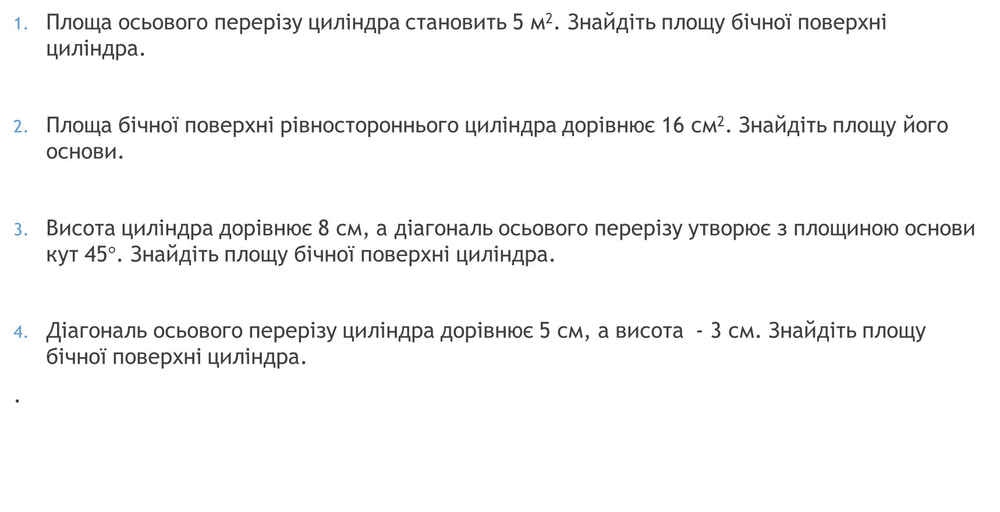 1. Площа осьового перерізу циліндра становить 5 м². Знайдіть площу бічної поверхні
циліндра.
2. Площа бічної поверхні рівностороннього циліндра дорівнює 16 см². Знайдіть площу його
основи.
3. Висота циліндра дорівнює 8 см, а діагональ осьового перерізу утворює з площиною основи
кут 45°. Знайдіть площу бічної поверхні циліндра.
4. Діагональ осьового перерізу циліндра дорівнює 5 см, а висота  - 3 см. Знайдіть площу
бічної поверхні циліндра.
.